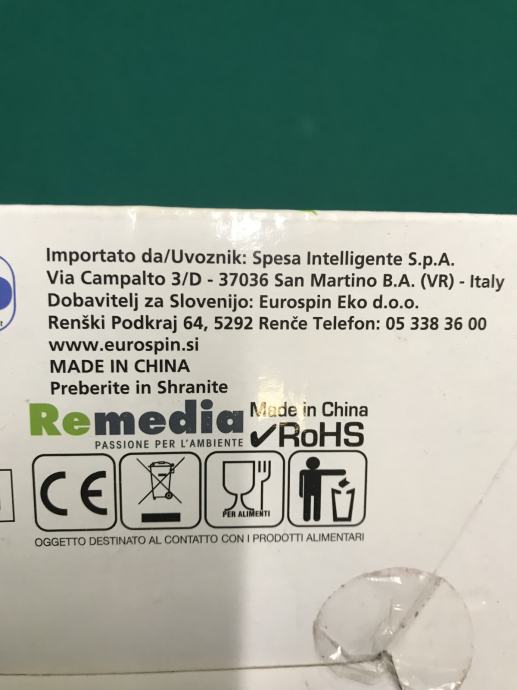 Importato da/Uvoznik: Spesa Intelligente S.p.A.
Via Campalto 3/D - 37036 San Martino B.A. (VR) - Italy
Dobavitelj za Slovenijo: Eurospin Eko d.o.o.
Renški Podkraj 64, 5292 Renče Telefon: 05 338 36 00
www.eurospin.si
MADE IN CHINA
Preberite in Shranite
Remedia
PASSIONE PER L'AMBIENTE
Made in China
✓RoHS
CE
PER ALIMENTI
OGGETTO DESTINATO AL CONTATTO CON I PRODOTTI ALIMENTARI